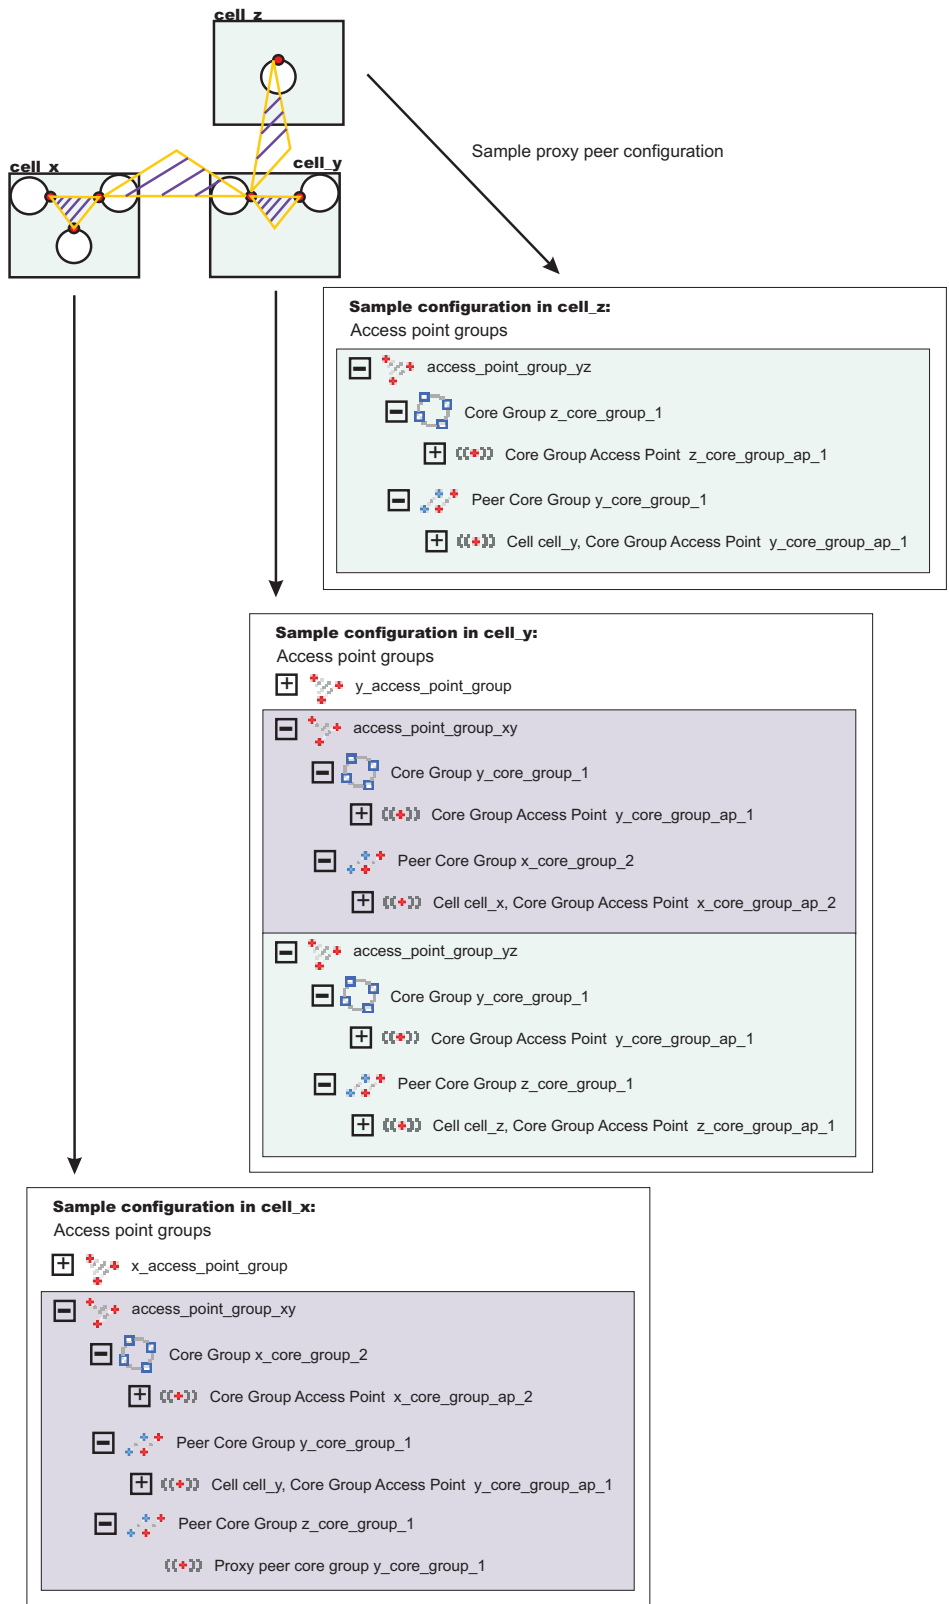 cell_z
cell_x
cell_y
Sample proxy peer configuration
Sample configuration in cell_z:
Access point groups
access_point_group_yz
Core Group z_core_group_1
Core Group Access Point z_core_group_ap_1
Peer Core Group y_core_group_1
Cell cell_y, Core Group Access Point y_core_group_ap_1
Sample configuration in cell_y:
Access point groups
y_access_point_group
access_point_group_xy
Core Group y_core_group_1
Core Group Access Point y_core_group_ap_1
Peer Core Group x_core_group_2
Cell cell_x, Core Group Access Point x_core_group_ap_2
access_point_group_yz
Core Group y_core_group_1
Core Group Access Point y_core_group_ap_1
Peer Core Group z_core_group_1
Cell cell_z, Core Group Access Point z_core_group_ap_1
Sample configuration in cell_x:
Access point groups
x_access_point_group
access_point_group_xy
Core Group x_core_group_2
Core Group Access Point x_core_group_ap_2
Peer Core Group y_core_group_1
Cell cell_y, Core Group Access Point y_core_group_ap_1
Peer Core Group z_core_group_1
Proxy peer core group y_core_group_1